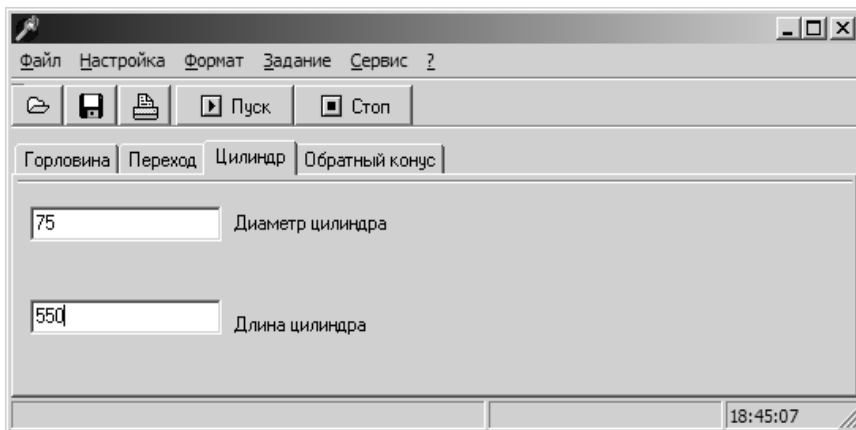 Файл Настройка Формат Задание Сервис ?
Пуск Стоп
Горловина Переход Цилиндр Обратный конус
75 Диаметр цилиндра
550 Длина цилиндра
18:45:07